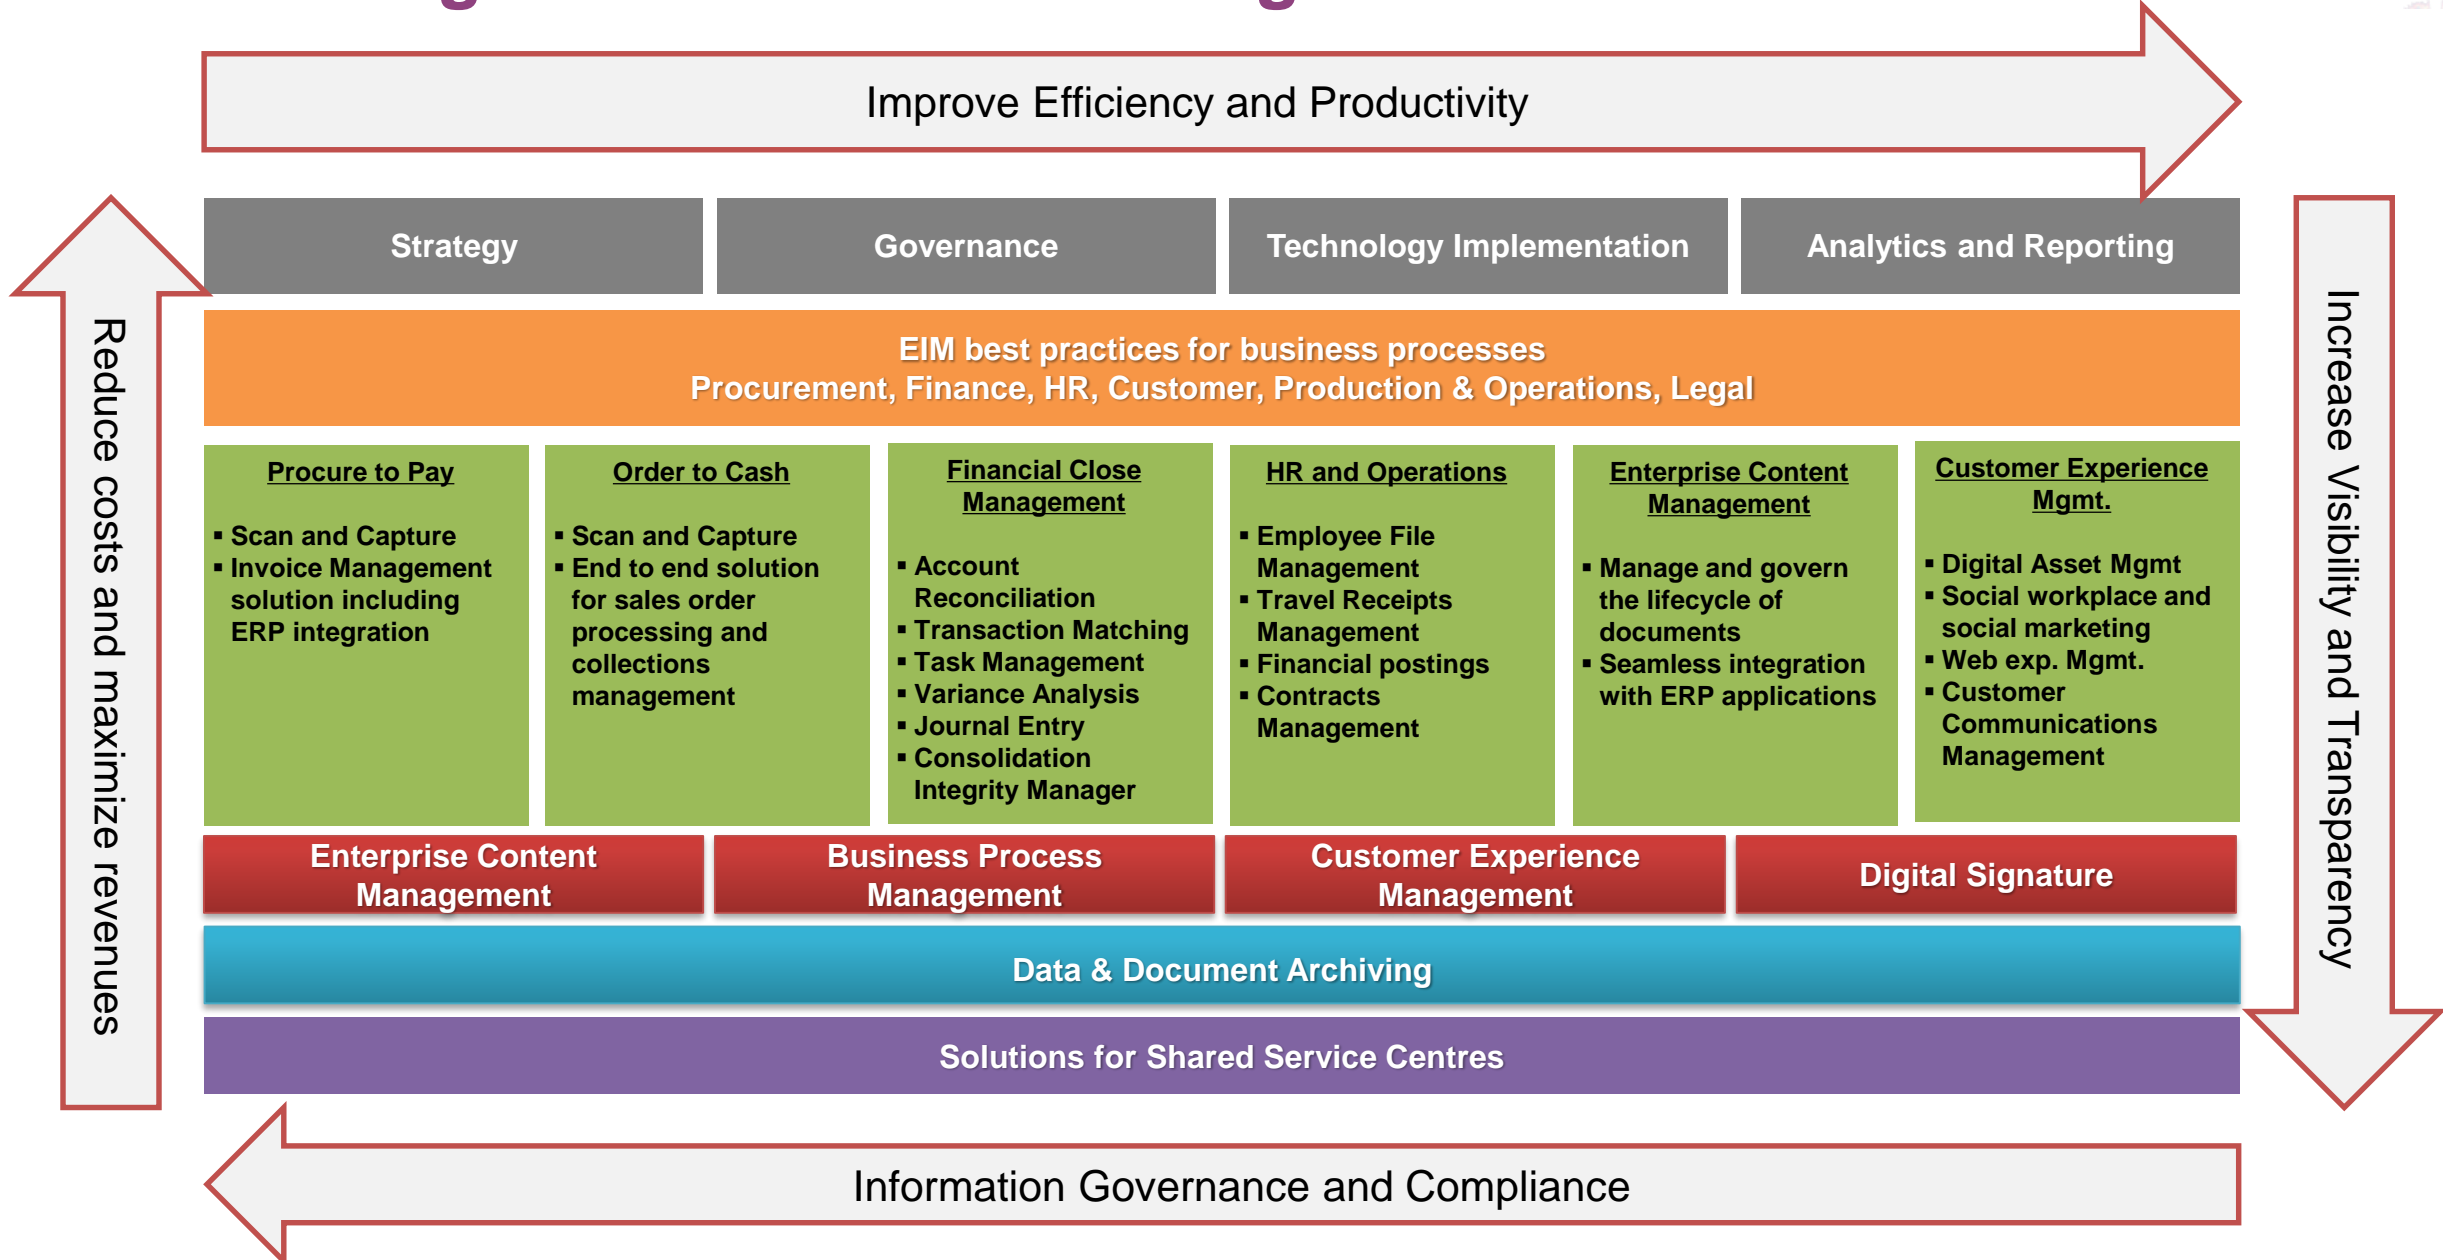 Improve Efficiency and Productivity
Strategy
Governance
Technology Implementation
Analytics and Reporting
Reduce costs and maximize revenues
Increase Visibility and Transparency
EIM best practices for business processes
Procurement, Finance, HR, Customer, Production & Operations, Legal
Procure to Pay
▪ Scan and Capture
▪ Invoice Management
solution including
ERP integration
Order to Cash
▪ Scan and Capture
▪ End to end solution
for sales order
processing and
collections
management
Financial Close
Management
▪ Account
Reconciliation
▪ Transaction Matching
▪ Task Management
▪ Variance Analysis
▪ Journal Entry
▪ Consolidation
Integrity Manager
HR and Operations
▪ Employee File
Management
▪ Travel Receipts
Management
▪ Financial postings
▪ Contracts
Management
Enterprise Content
Management
▪ Manage and govern
the lifecycle of
documents
▪ Seamless integration
with ERP applications
Customer Experience
Mgmt.
▪ Digital Asset Mgmt
▪ Social workplace and
social marketing
▪ Web exp. Mgmt.
▪ Customer
Communications
Management
Enterprise Content
Management
Business Process
Management
Customer Experience
Management
Digital Signature
Data & Document Archiving
Solutions for Shared Service Centres
Information Governance and Compliance